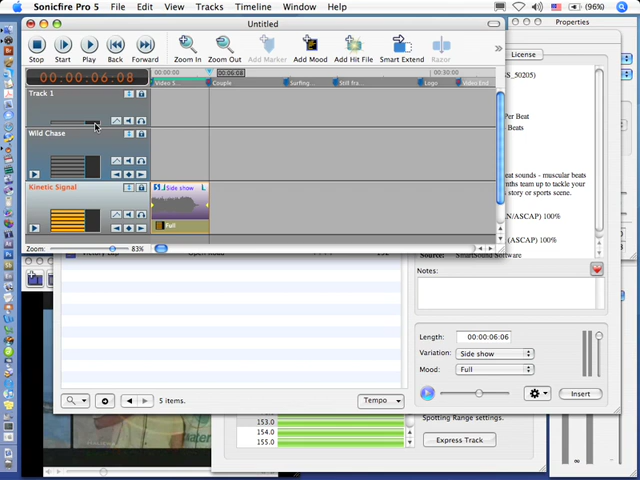 Sonicfire Pro File Edit View Tracks Timeline Window Help (96%)
Untitled
Properties
Stop Start Play Back Forward Zoom In Zoom Out Add Marker Add Mood Add Hit File Smart Extend Razor
License
00:00:06:08
00:00:00 00:06:08 00:30:00
Video S... Couple Surfing... Still fra... Logo Video End
S_50205)
Track 1
Per Beat
Beats
Wild Chase
eat sounds - muscular beats
nths team up to tackle your
s story or sports scene.
Kinetic Signal
Side show L
AN/ASCAP) 100%
Full
(ASCAP) 100%
Source: SmartSound Software
Zoom: 83%
Notes:
Length: 00:00:06:06
Variation: Side show
Mood: Full
5 items.
Tempo
Insert
153.0
154.0
155.0
Spotting Range settings.
Express Track